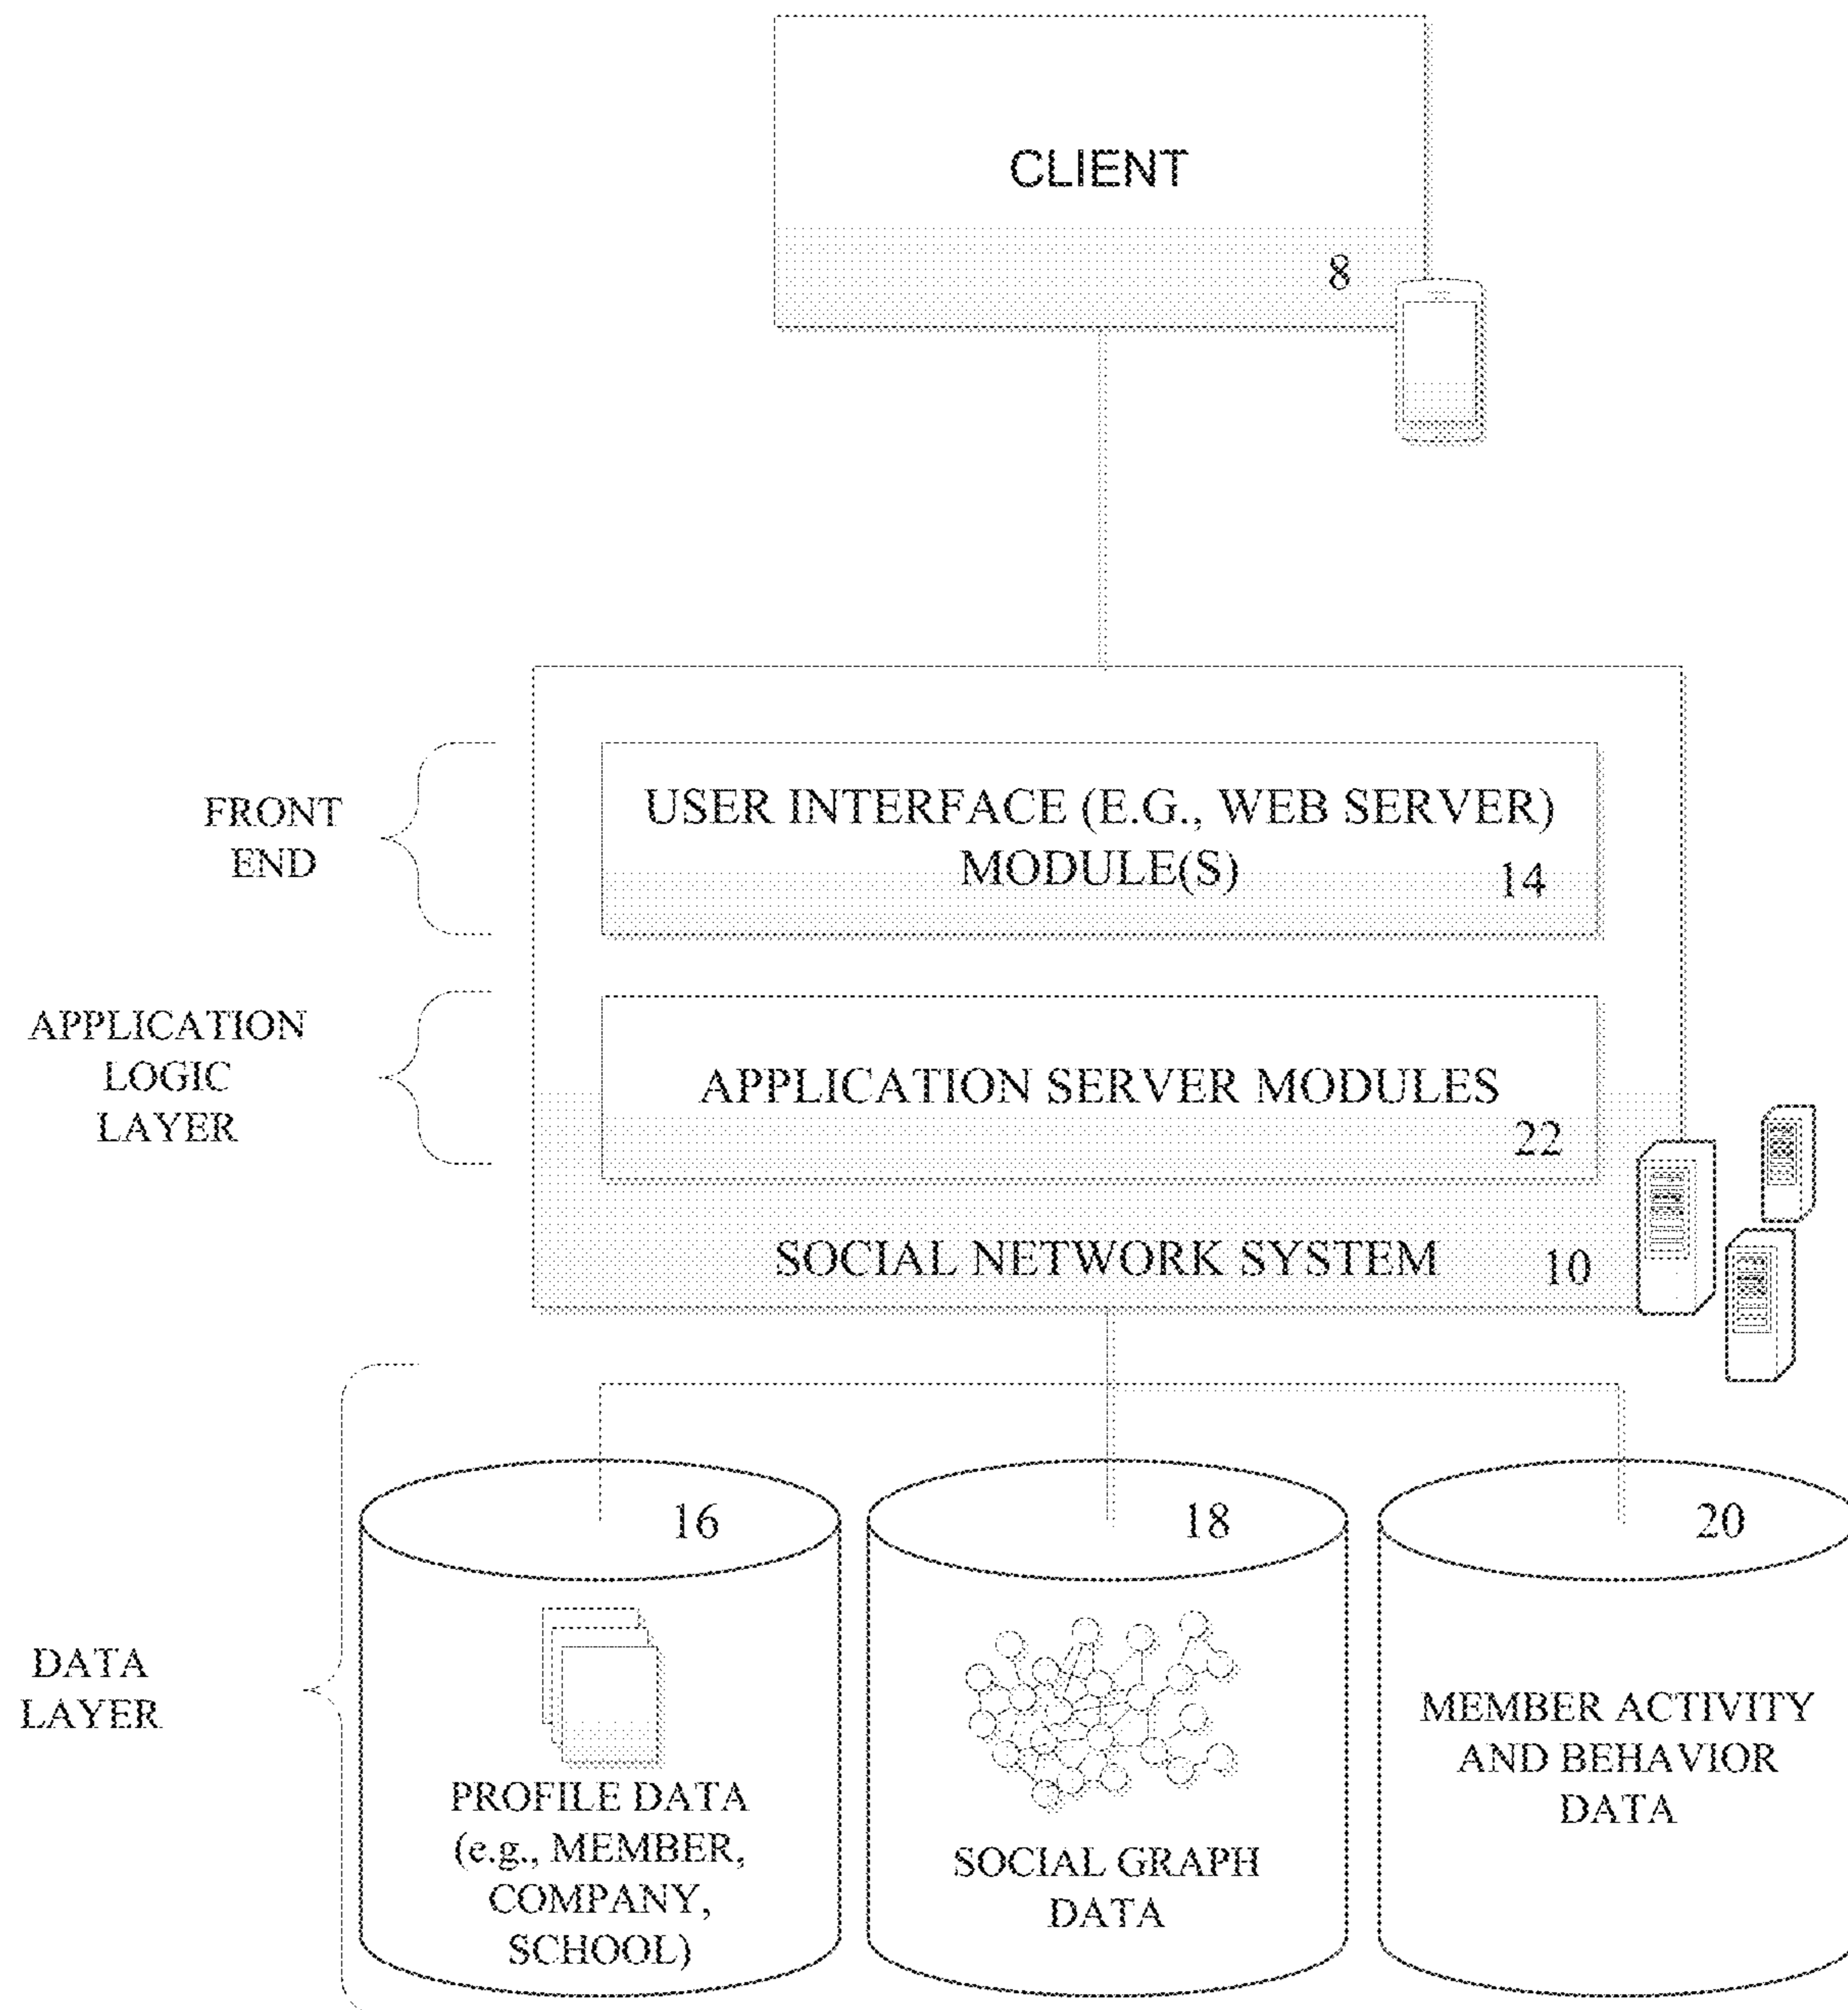 CLIENT
8
FRONT
END
USER INTERFACE (E.G., WEB SERVER)
MODULE(S)
14
APPLICATION
LOGIC
LAYER
APPLICATION SERVER MODULES
22
SOCIAL NETWORK SYSTEM
10
DATA
LAYER
16
PROFILE DATA
(e.g., MEMBER,
COMPANY,
SCHOOL)
18
SOCIAL GRAPH
DATA
20
MEMBER ACTIVITY
AND BEHAVIOR
DATA